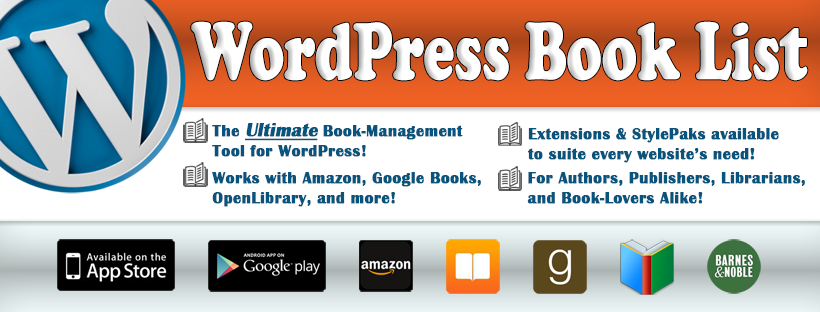 WordPress Book List
The Ultimate Book-Management
Tool for WordPress!
Works with Amazon, Google Books,
OpenLibrary, and more!
Extensions & StylePaks available
to suite every website's need!
For Authors, Publishers, Librarians,
and Book-Lovers Alike!
Available on the
App Store
ANDROID APP ON
Google play
amazon
g
BARNES
&NOBLE